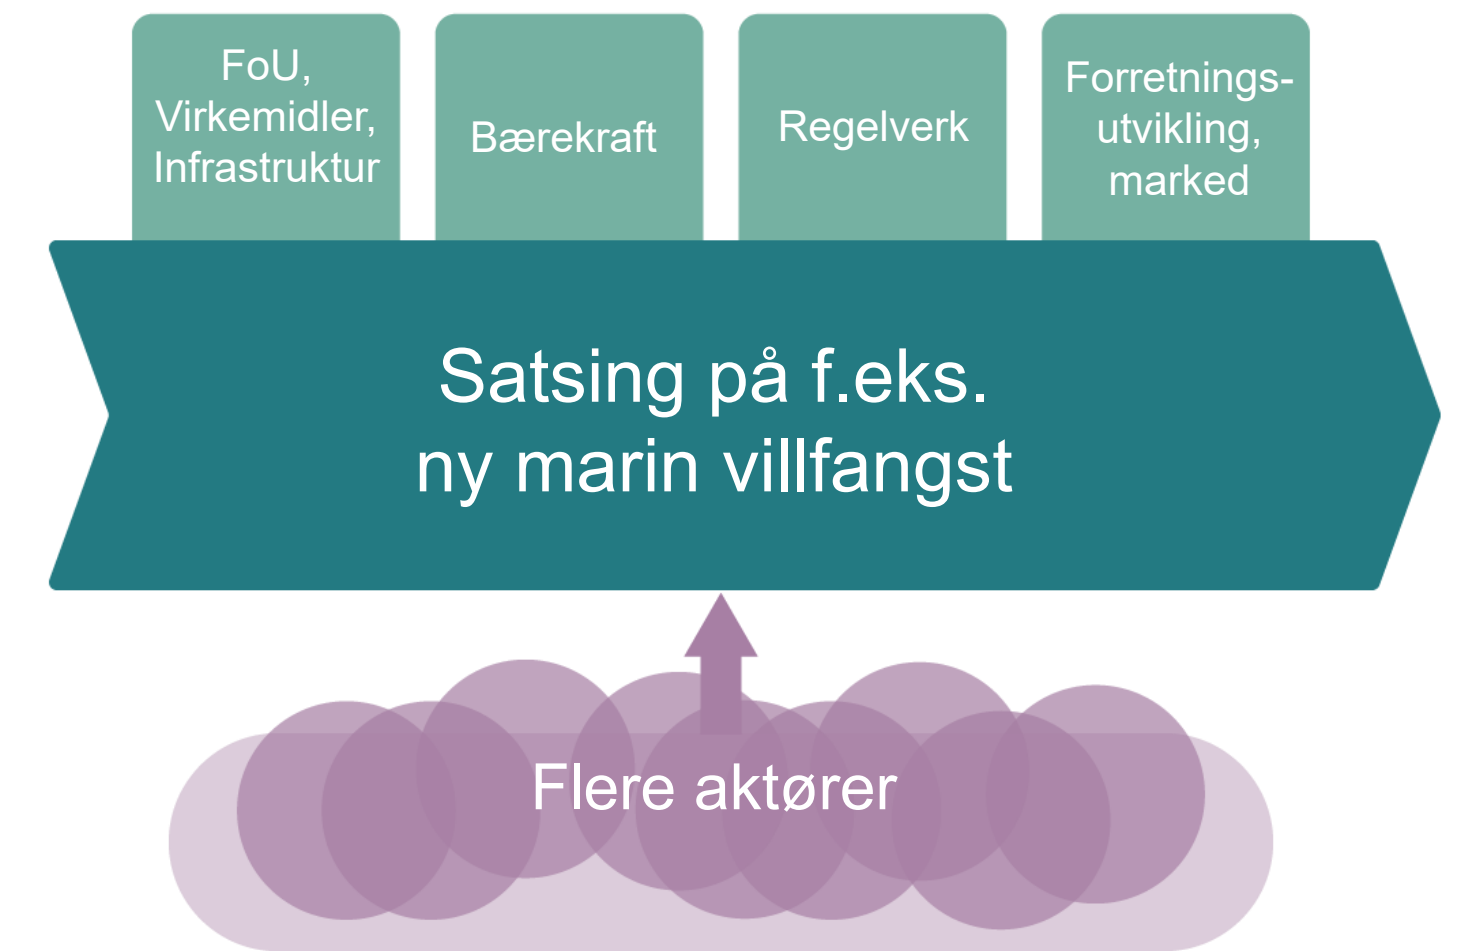 FoU,
Virkemidler,
Infrastruktur
Bærekraft
Regelverk
Forretnings-
utvikling,
marked
Satsing på f.eks.
ny marin villfangst
Flere aktører